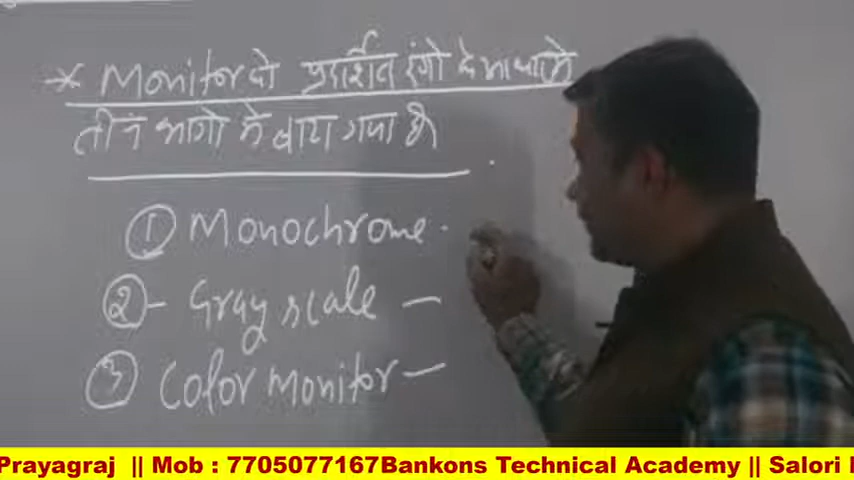 * Monitor को प्रदर्शित रंगो के आधार पर
तीन भागो मे बाटा गया है
① Monochrome -
② - Gray scale -
③ Color monitor -
Prayagraj || Mob : 7705077167Bankons Technical Academy || Salori